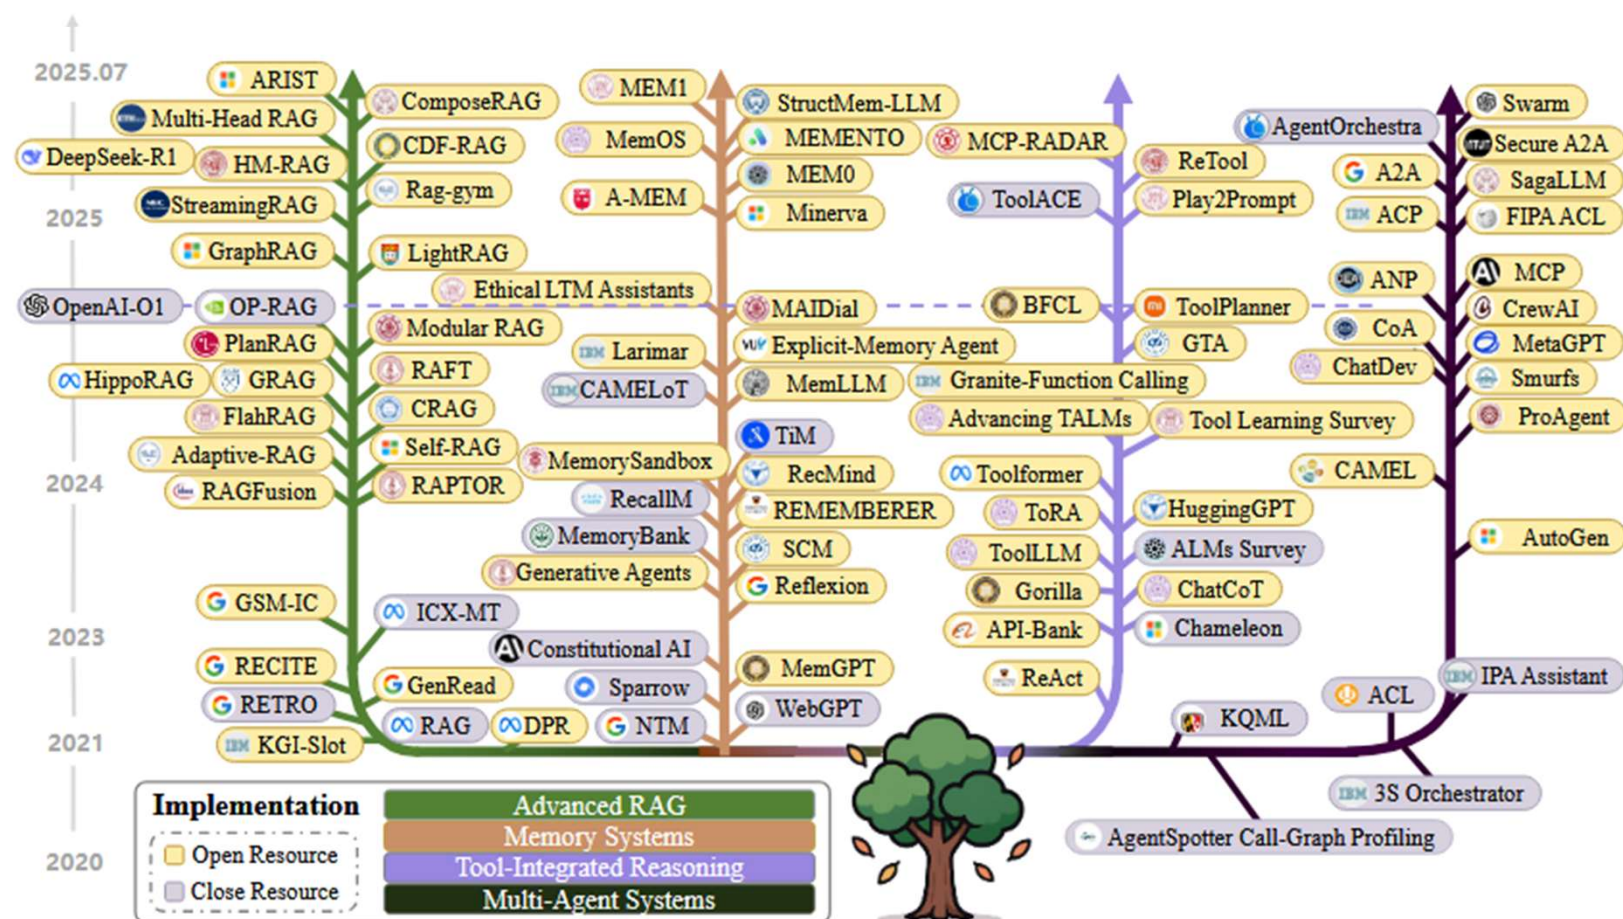 2025.07
2025
2024
2023
2021
2020
ARIST
Multi-Head RAG
DeepSeek-R1
HM-RAG
StreamingRAG
GraphRAG
OpenAI-O1
OP-RAG
PlanRAG
HippoRAG
GRAG
FlahRAG
Adaptive-RAG
RAGFusion
GSM-IC
RECITE
RETRO
KGI-Slot
ComposeRAG
CDF-RAG
Rag-gym
LightRAG
Modular RAG
RAFT
CRAG
Self-RAG
RAPTOR
ICX-MT
GenRead
RAG
DPR
MEM1
MemOS
A-MEM
Ethical LTM Assistants
Larimar
CAMELoT
MemorySandbox
RecallM
MemoryBank
Generative Agents
Constitutional AI
Sparrow
NTM
StructMem-LLM
MEMENTO
MEM0
Minerva
MAIDial
Explicit-Memory Agent
MemLLM
TiM
RecMind
REMEMBERER
SCM
Reflexion
MemGPT
WebGPT
MCP-RADAR
ToolACE
BFCL
Granite-Function Calling
Advancing TALMs
Toolformer
ToRA
ToolLLM
Gorilla
API-Bank
ReAct
ReTool
Play2Prompt
ToolPlanner
GTA
Tool Learning Survey
HuggingGPT
ALMs Survey
ChatCoT
Chameleon
AgentOrchestra
A2A
ACP
ANP
CoA
ChatDev
CAMEL
ACL
KQML
Swarm
Secure A2A
SagaLLM
FIPA ACL
MCP
CrewAI
MetaGPT
Smurfs
ProAgent
AutoGen
IPA Assistant
3S Orchestrator
AgentSpotter Call-Graph Profiling
Implementation
Open Resource
Close Resource
Advanced RAG
Memory Systems
Tool-Integrated Reasoning
Multi-Agent Systems